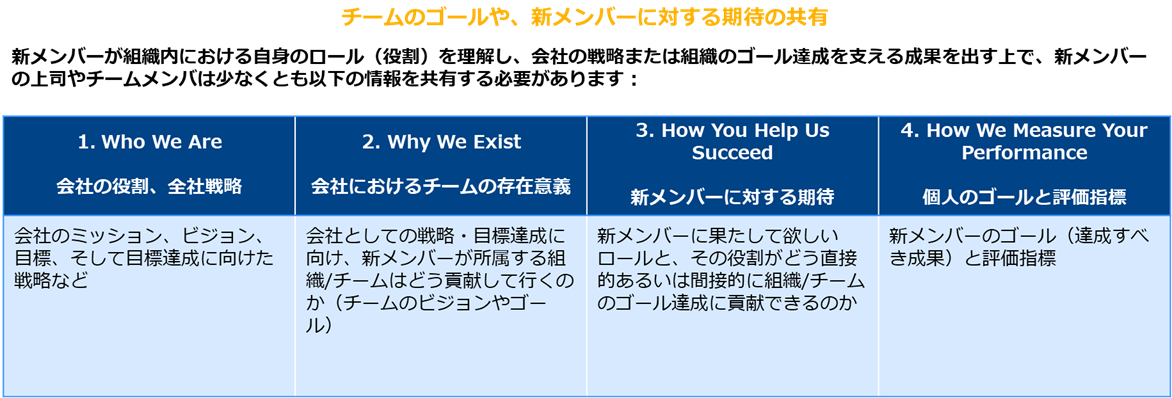 チームのゴールや、新メンバーに対する期待の共有
新メンバーが組織内における自身のロール（役割）を理解し、会社の戦略または組織のゴール達成を支える成果を出す上で、新メンバー
の上司やチームメンバは少なくとも以下の情報を共有する必要があります：
1. Who We Are
会社の役割、全社戦略
2. Why We Exist
会社におけるチームの存在意義
3. How You Help Us
Succeed
新メンバーに対する期待
4. How We Measure Your
Performance
個人のゴールと評価指標
会社のミッション、ビジョン、
目標、そして目標達成に向けた
戦略など
会社としての戦略・目標達成に
向け、新メンバーが所属する組
織/チームはどう貢献して行くの
か（チームのビジョンやゴー
ル）
新メンバーに果たして欲しい
ロールと、その役割がどう直接
的あるいは間接的に組織/チーム
のゴール達成に貢献できるのか
新メンバーのゴール（達成すべ
き成果）と評価指標